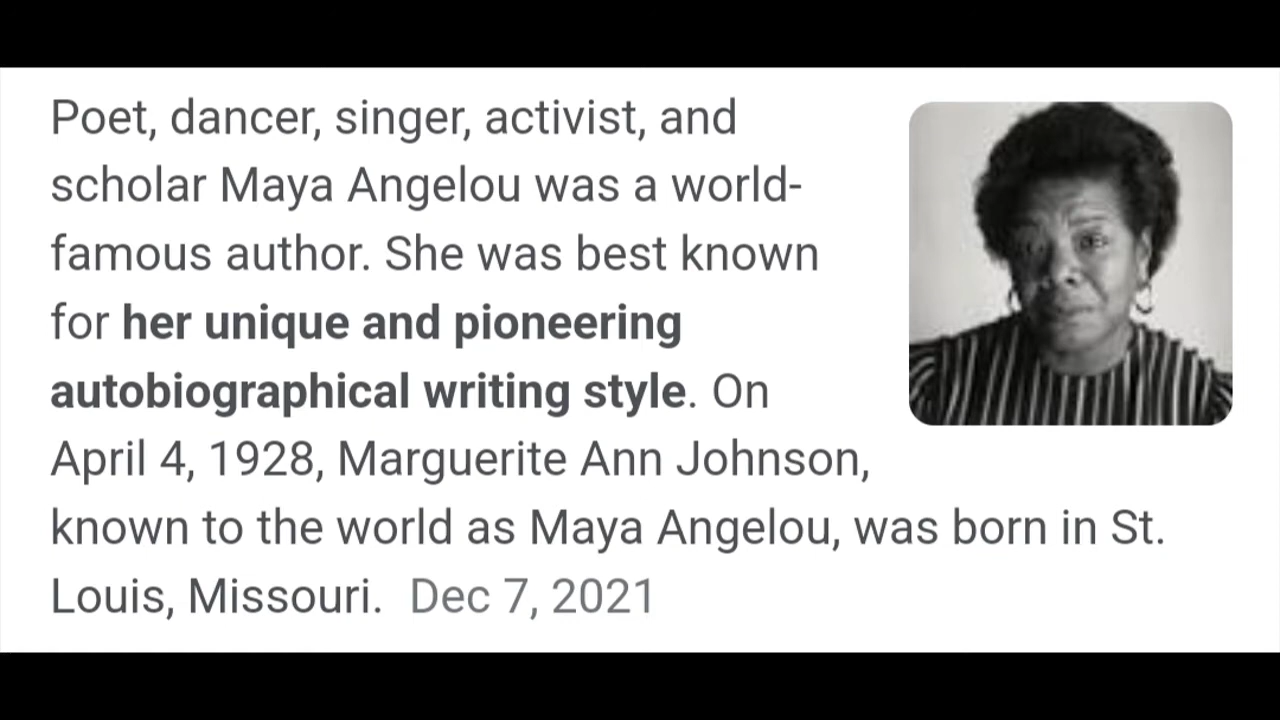 Poet, dancer, singer, activist, and
scholar Maya Angelou was a world-
famous author. She was best known
for her unique and pioneering
autobiographical writing style. On
April 4, 1928, Marguerite Ann Johnson,
known to the world as Maya Angelou, was born in St.
Louis, Missouri. Dec 7, 2021